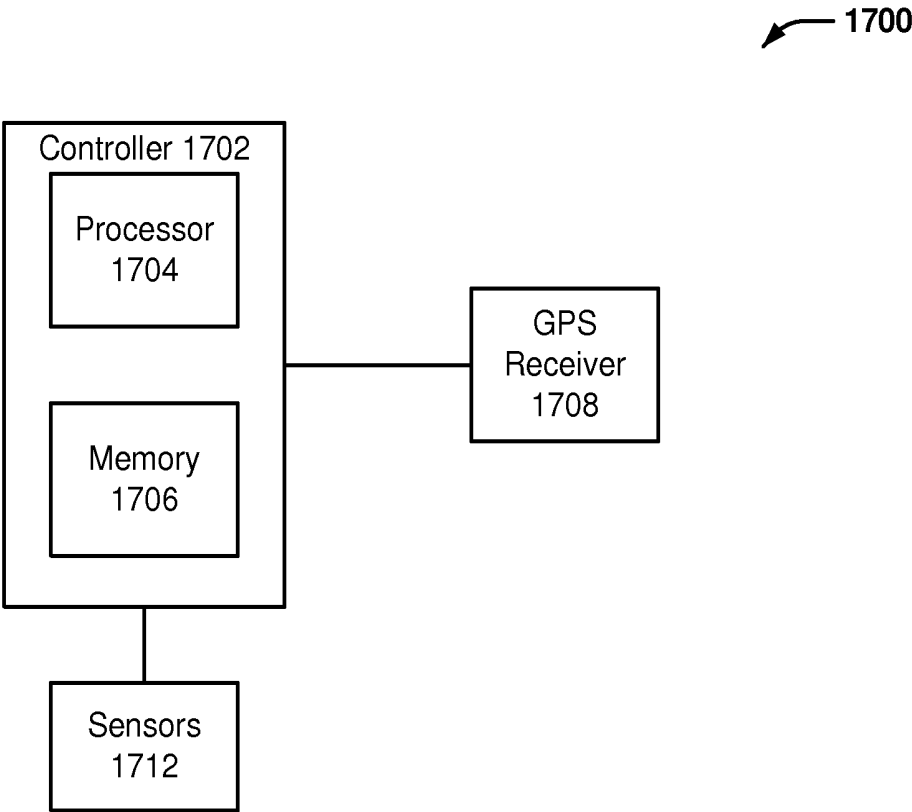 1700
Controller 1702
Processor
1704
GPS
Receiver
1708
Memory
1706
Sensors
1712